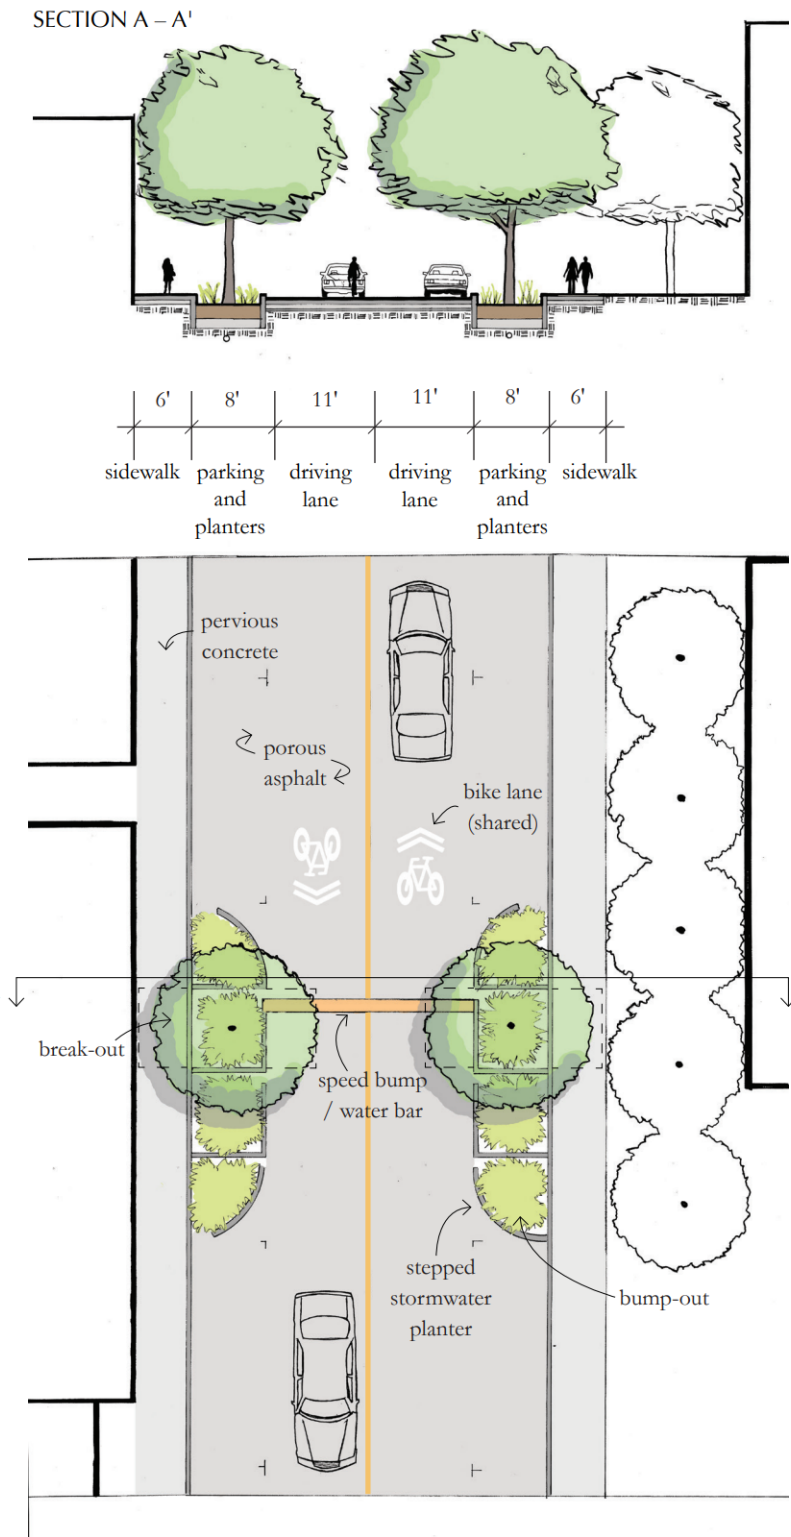 SECTION A – A'
6' 8' 11' 11' 8' 6'
sidewalk parking driving driving parking sidewalk
and lane lane and
planters planters
pervious
concrete
porous
asphalt
bike lane
(shared)
break-out
speed bump
/ water bar
stepped
stormwater
planter
bump-out